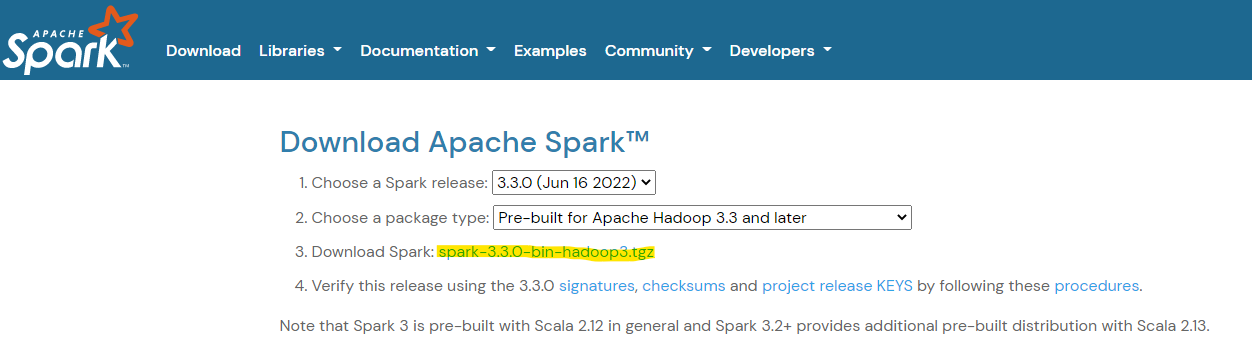 APACHE
Spark™
Download Libraries Documentation Examples Community Developers
Download Apache Spark™
1. Choose a Spark release: 3.3.0 (Jun 16 2022)
2. Choose a package type: Pre-built for Apache Hadoop 3.3 and later
3. Download Spark: spark-3.3.0-bin-hadoop3.tgz
4. Verify this release using the 3.3.0 signatures, checksums and project release KEYS by following these procedures.
Note that Spark 3 is pre-built with Scala 2.12 in general and Spark 3.2+ provides additional pre-built distribution with Scala 2.13.